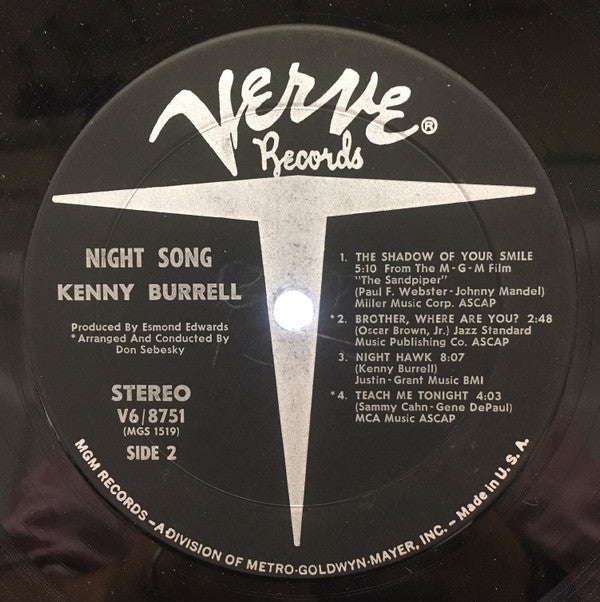 Verve®
Records
NIGHT SONG
KENNY BURRELL
Produced By Esmond Edwards
*Arranged And Conducted By
Don Sebesky
STEREO
V6/8751
(MGS 1519)
SIDE 2
1. THE SHADOW OF YOUR SMILE
5:10 From The M-G-M Film
"The Sandpiper"
(Paul F. Webster-Johnny Mandel)
Miller Music Corp. ASCAP
*2. BROTHER, WHERE ARE YOU? 2:48
(Oscar Brown, Jr.) Jazz Standard
Music Publishing Co. ASCAP
3. NIGHT HAWK 8:07
(Kenny Burrell)
Justin-Grant Music BMI
*4. TEACH ME TONIGHT 4:03
(Sammy Cahn-Gene DePaul)
MCA Music ASCAP
MGM RECORDS – A DIVISION OF METRO-GOLDWYN-MAYER, INC. – Made in U.S.A.